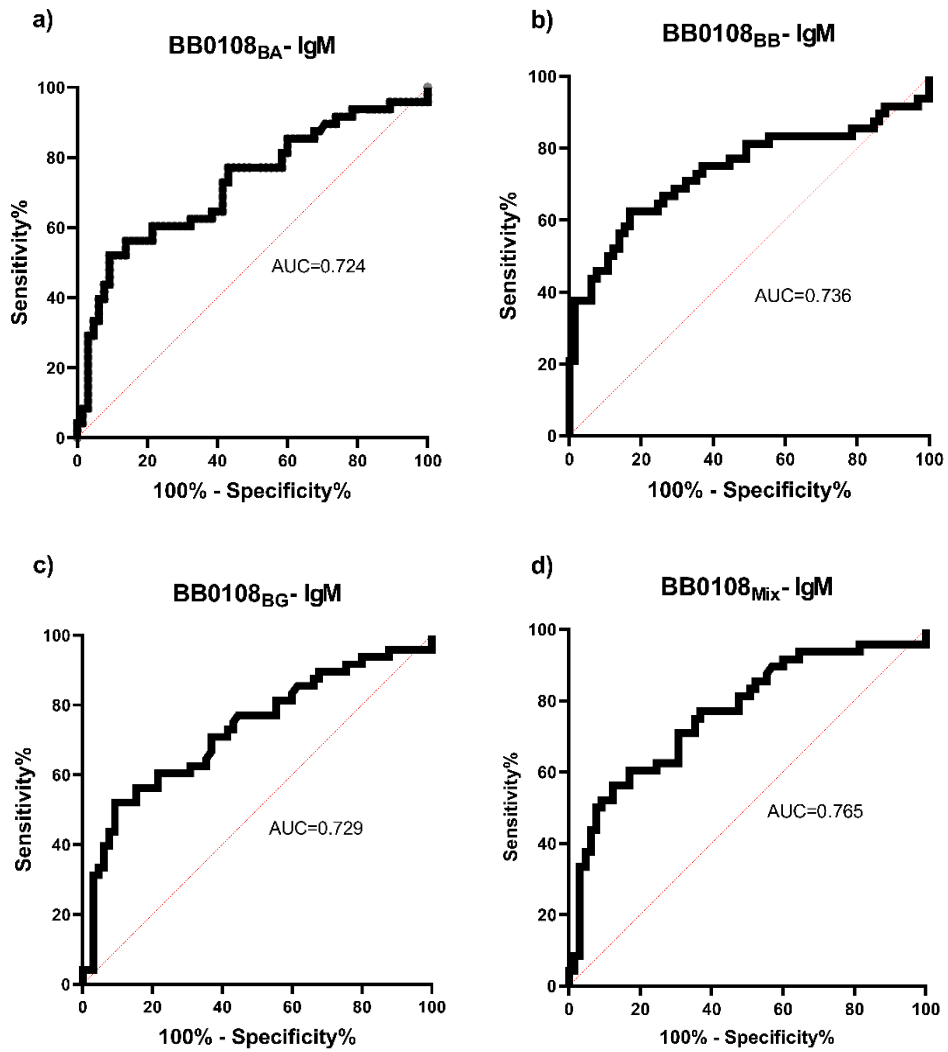 a)
BB0108BA- IgM
100
80
60
40
20
0
Sensitivity%
AUC=0.724
0 20 40 60 80 100
100% - Specificity%
b)
BB0108BB- IgM
100
80
60
40
20
0
Sensitivity%
AUC=0.736
0 20 40 60 80 100
100% - Specificity%
c)
BB0108BG- IgM
100
80
60
40
20
0
Sensitivity%
AUC=0.729
0 20 40 60 80 100
100% - Specificity%
d)
BB0108Mix- IgM
100
80
60
40
20
0
Sensitivity%
AUC=0.765
0 20 40 60 80 100
100% - Specificity%